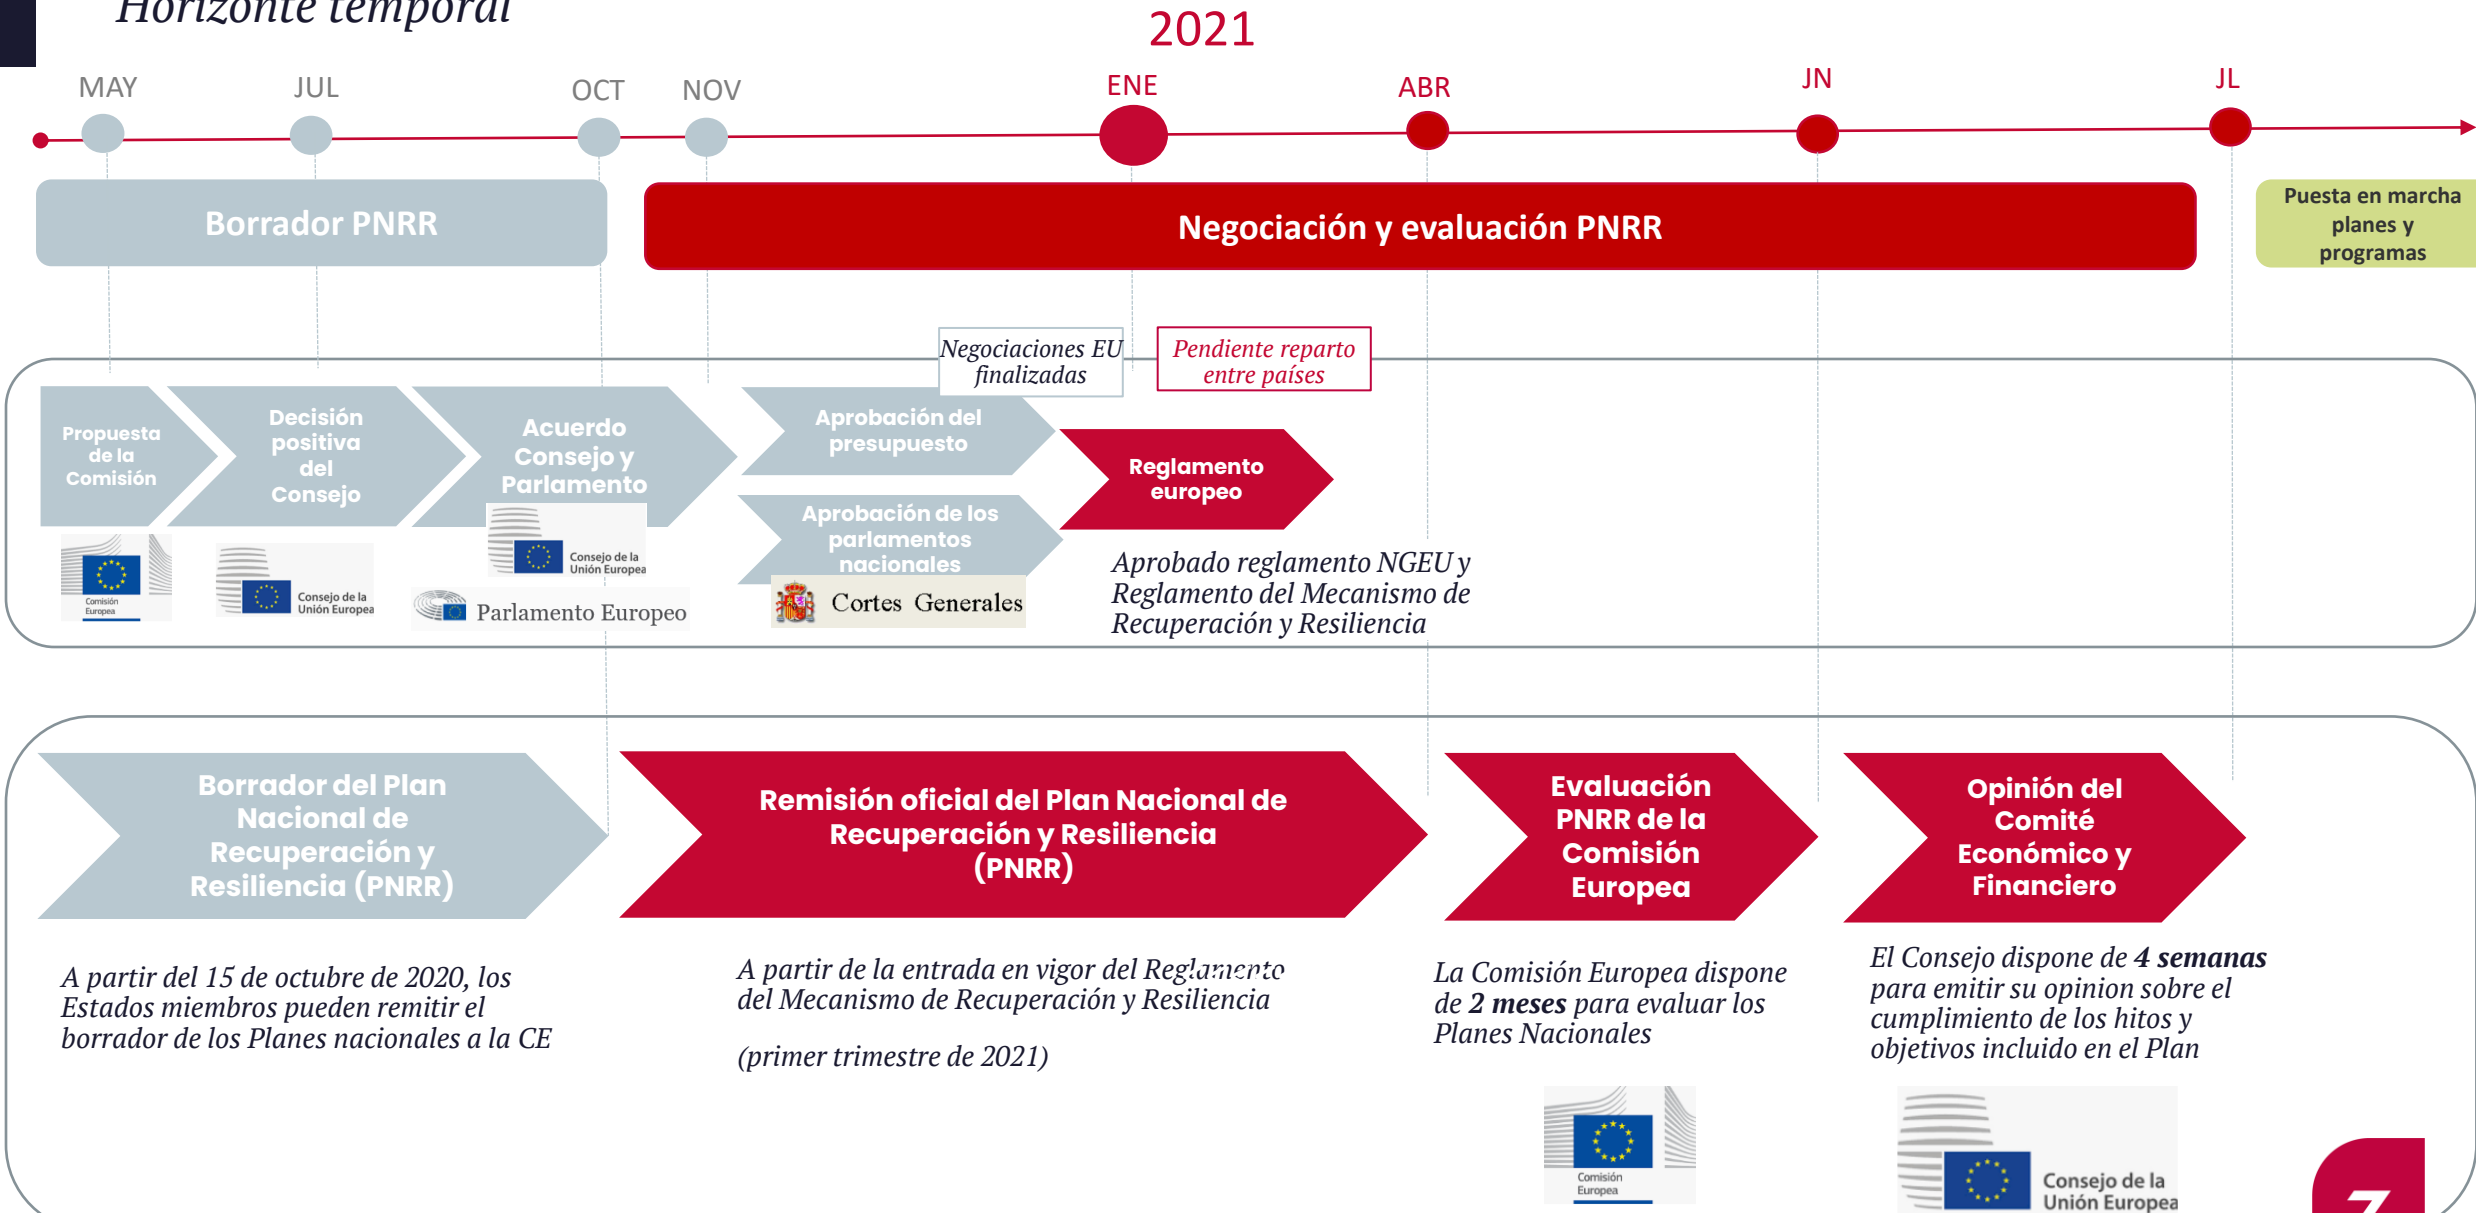 Horizonte temporal
2021
MAY
JUL
OCT
NOV
ENE
ABR
JN
JL
Borrador PNRR
Negociación y evaluación PNRR
Puesta en marcha
planes y
programas
Negociaciones EU
finalizadas
Pendiente reparto
entre países
Propuesta
de la
Comisión
Decisión
positiva
del
Consejo
Acuerdo
Consejo y
Parlamento
Aprobación del
presupuesto
Aprobación de los
parlamentos
nacionales
Reglamento
europeo
Comisión
Europea
Consejo de la
Unión Europea
Consejo de la
Unión Europea
Parlamento Europeo
Cortes Generales
Aprobado reglamento NGEU y
Reglamento del Mecanismo de
Recuperación y Resiliencia
Borrador del Plan
Nacional de
Recuperación y
Resiliencia (PNRR)
Remisión oficial del Plan Nacional de
Recuperación y Resiliencia
(PNRR)
Evaluación
PNRR de la
Comisión
Europea
Opinión del
Comité
Económico y
Financiero
A partir del 15 de octubre de 2020, los
Estados miembros pueden remitir el
borrador de los Planes nacionales a la CE
A partir de la entrada en vigor del Reglamento
del Mecanismo de Recuperación y Resiliencia
(primer trimestre de 2021)
La Comisión Europea dispone
de 2 meses para evaluar los
Planes Nacionales
El Consejo dispone de 4 semanas
para emitir su opinion sobre el
cumplimiento de los hitos y
objetivos incluido en el Plan
Comisión
Europea
Consejo de la
Unión Europea